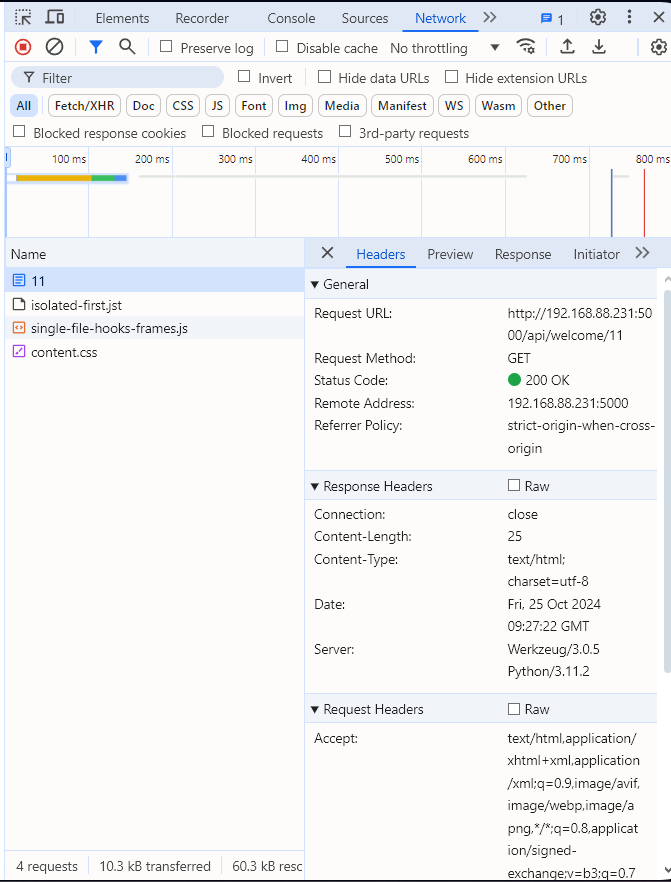 Elements Recorder Console Sources Network 1
Preserve log Disable cache No throttling
Filter Invert Hide data URLs Hide extension URLs
All Fetch/XHR Doc CSS JS Font Img Media Manifest WS Wasm Other
Blocked response cookies Blocked requests 3rd-party requests
100 ms 200 ms 300 ms 400 ms 500 ms 600 ms 700 ms 800 ms
Name
11
isolated-first.jst
single-file-hooks-frames.js
content.css
Headers Preview Response Initiator
General
Request URL: http://192.168.88.231:50
00/api/welcome/11
Request Method: GET
Status Code: 200 OK
Remote Address: 192.168.88.231:5000
Referrer Policy: strict-origin-when-cross-
origin
Response Headers Raw
Connection: close
Content-Length: 25
Content-Type: text/html;
charset=utf-8
Date: Fri, 25 Oct 2024
09:27:22 GMT
Server: Werkzeug/3.0.5
Python/3.11.2
Request Headers Raw
Accept: text/html,application/
xhtml+xml,application
/xml;q=0.9,image/avif,
image/webp,image/a
png,*/*;q=0.8,applicat
ion/signed-
exchange;v=b3;q=0.7
4 requests 10.3 kB transferred 60.3 kB resc